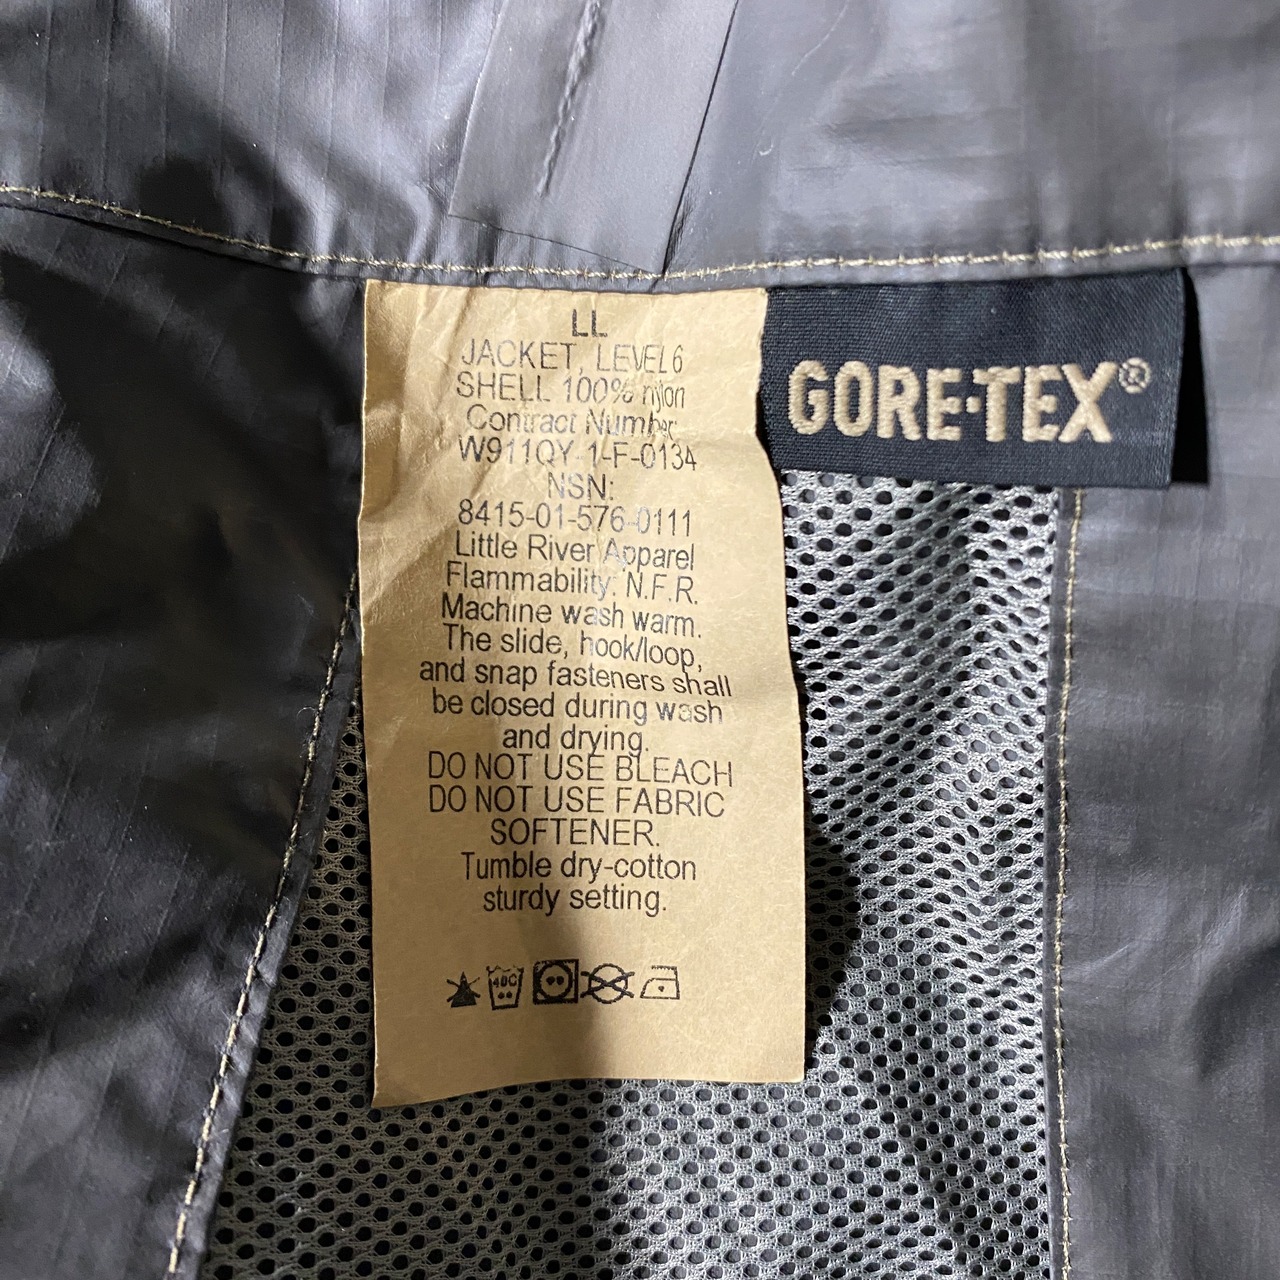 LL
JACKET, LEVEL 6
SHELL 100% nylon
Contract Number
W911QY-1-F-0134
NSN:
8415-01-576-0111
Little River Apparel
Flammability: N.F.R.
Machine wash warm.
The slide, hook/loop,
and snap fasteners shall
be closed during wash
and drying.
DO NOT USE BLEACH
DO NOT USE FABRIC
SOFTENER.
Tumble dry-cotton
sturdy setting.
40C
GORE-TEX®